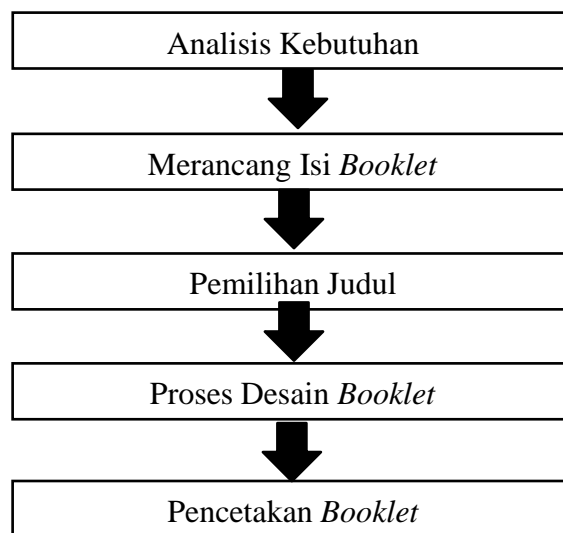 Analisis Kebutuhan
Merancang Isi Booklet
Pemilihan Judul
Proses Desain Booklet
Pencetakan Booklet